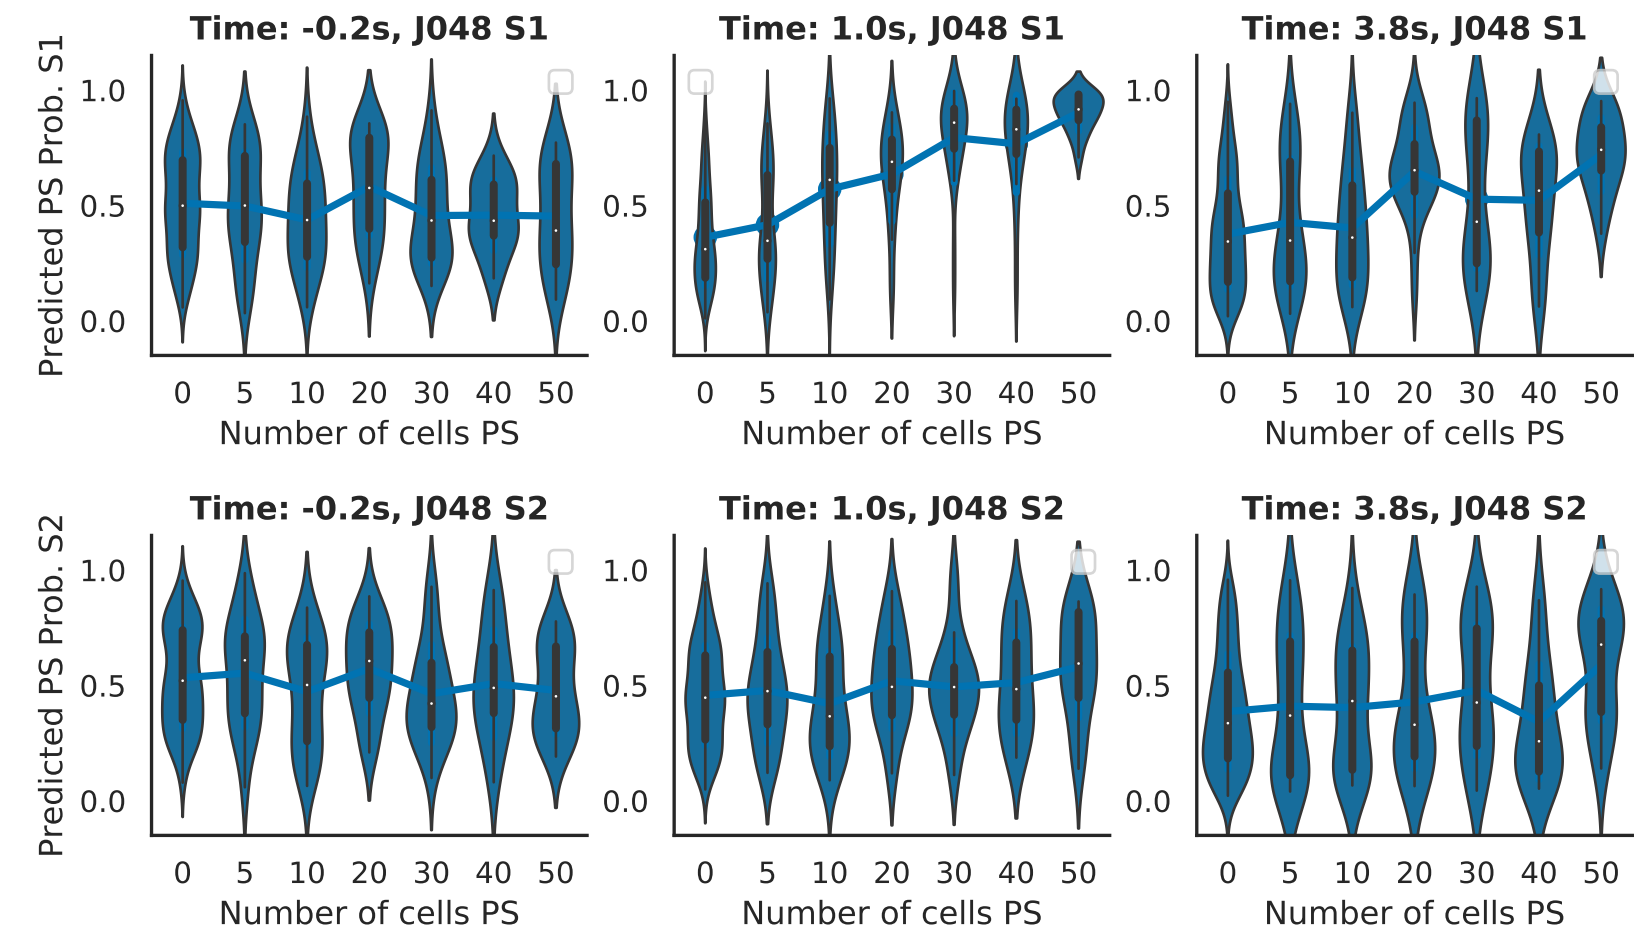 Time: -0.2s, J048 S1
Time: 1.0s, J048 S1
Time: 3.8s, J048 S1
Predicted PS Prob. S1
1.0
0.5
0.0
1.0
0.5
0.0
1.0
0.5
0.0
0 5 10 20 30 40 50
0 5 10 20 30 40 50
0 5 10 20 30 40 50
Number of cells PS
Number of cells PS
Number of cells PS
Time: -0.2s, J048 S2
Time: 1.0s, J048 S2
Time: 3.8s, J048 S2
Predicted PS Prob. S2
1.0
0.5
0.0
1.0
0.5
0.0
1.0
0.5
0.0
0 5 10 20 30 40 50
0 5 10 20 30 40 50
0 5 10 20 30 40 50
Number of cells PS
Number of cells PS
Number of cells PS